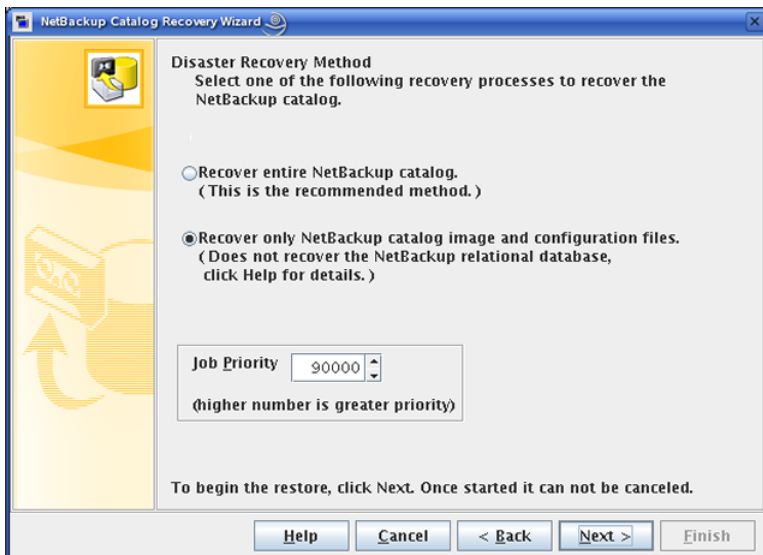 NetBackup Catalog Recovery Wizard
Disaster Recovery Method
Select one of the following recovery processes to recover the
NetBackup catalog.
Recover entire NetBackup catalog.
(This is the recommended method.)
Recover only NetBackup catalog image and configuration files.
(Does not recover the NetBackup relational database,
click Help for details.)
Job Priority 90000
(higher number is greater priority)
To begin the restore, click Next. Once started it can not be canceled.
Help Cancel < Back Next > Finish